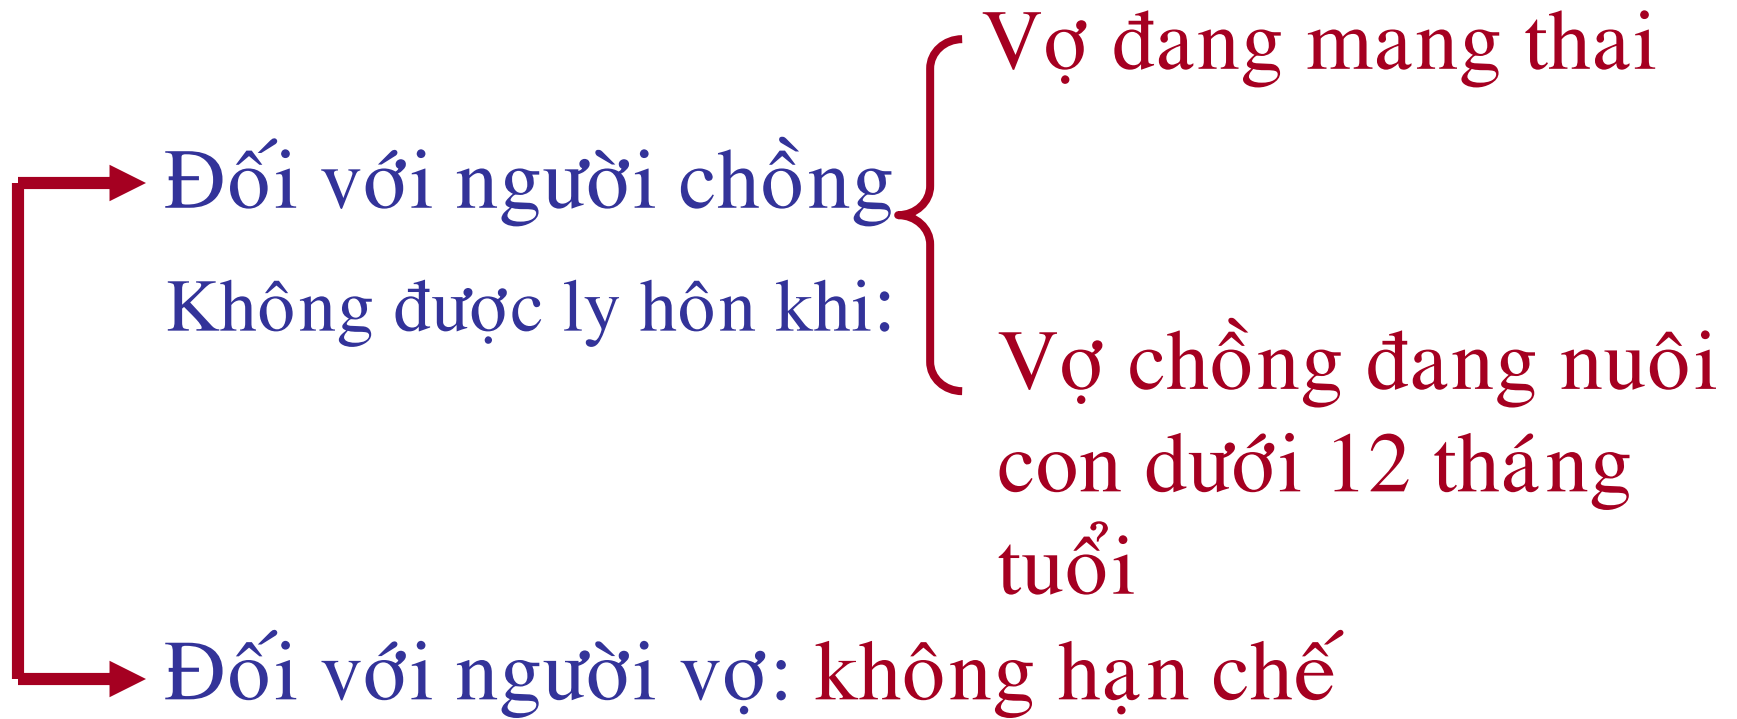 Vợ đang mang thai
Đối với người chồng
Không được ly hôn khi:
Vợ chồng đang nuôi
con dưới 12 tháng
tuổi
Đối với người vợ: không hạn chế